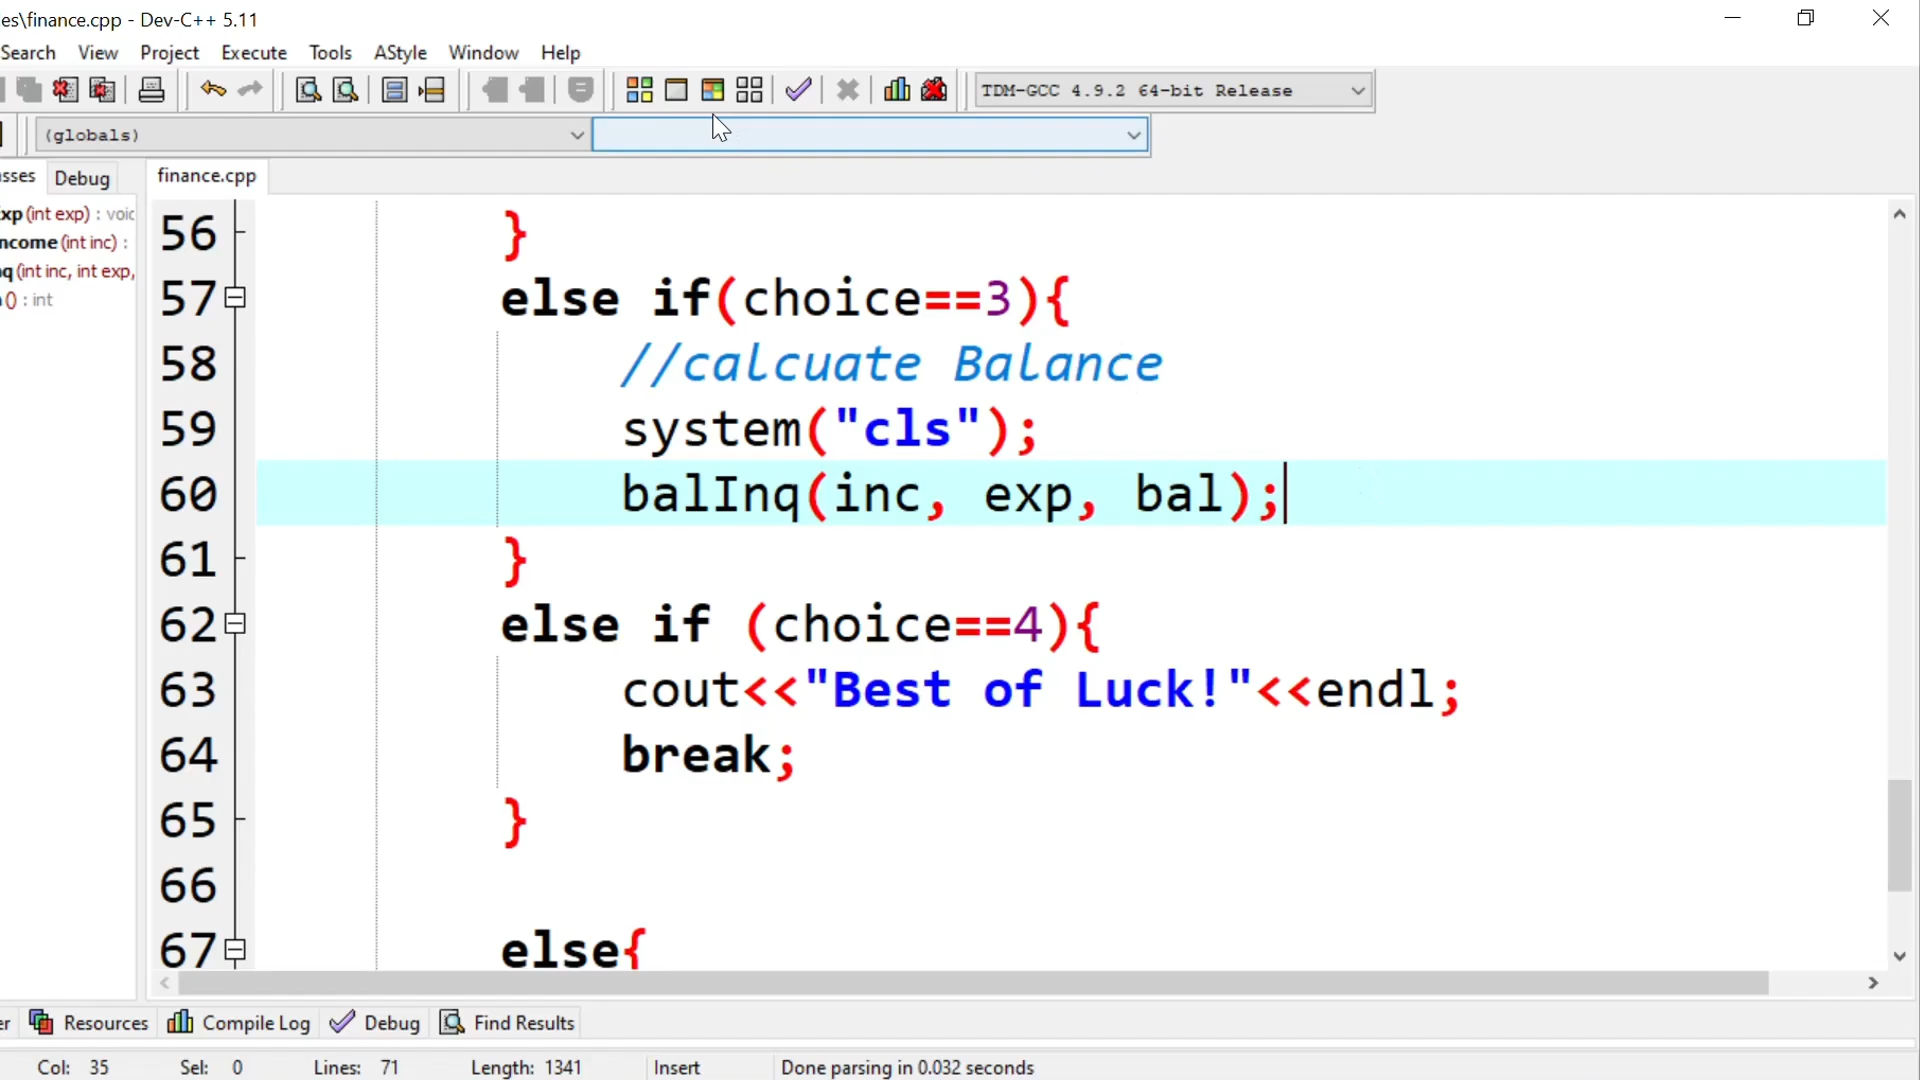 es\finance.cpp - Dev-C++ 5.11
Search View Project Execute Tools AStyle Window Help
TDM-GCC 4.9.2 64-bit Release
(globals)
sses Debug finance.cpp
xp (int exp) : voic
ncome (int inc) :
q (int inc, int exp,
() : int
56 }
57 else if(choice==3){
58 //calcuate Balance
59 system("cls");
60 balInq(inc, exp, bal);
61 }
62 else if (choice==4){
63 cout<<"Best of Luck!"<<endl;
64 break;
65 }
66
67 else{
er Resources Compile Log Debug Find Results
Col: 35 Sel: 0 Lines: 71 Length: 1341 Insert Done parsing in 0.032 seconds